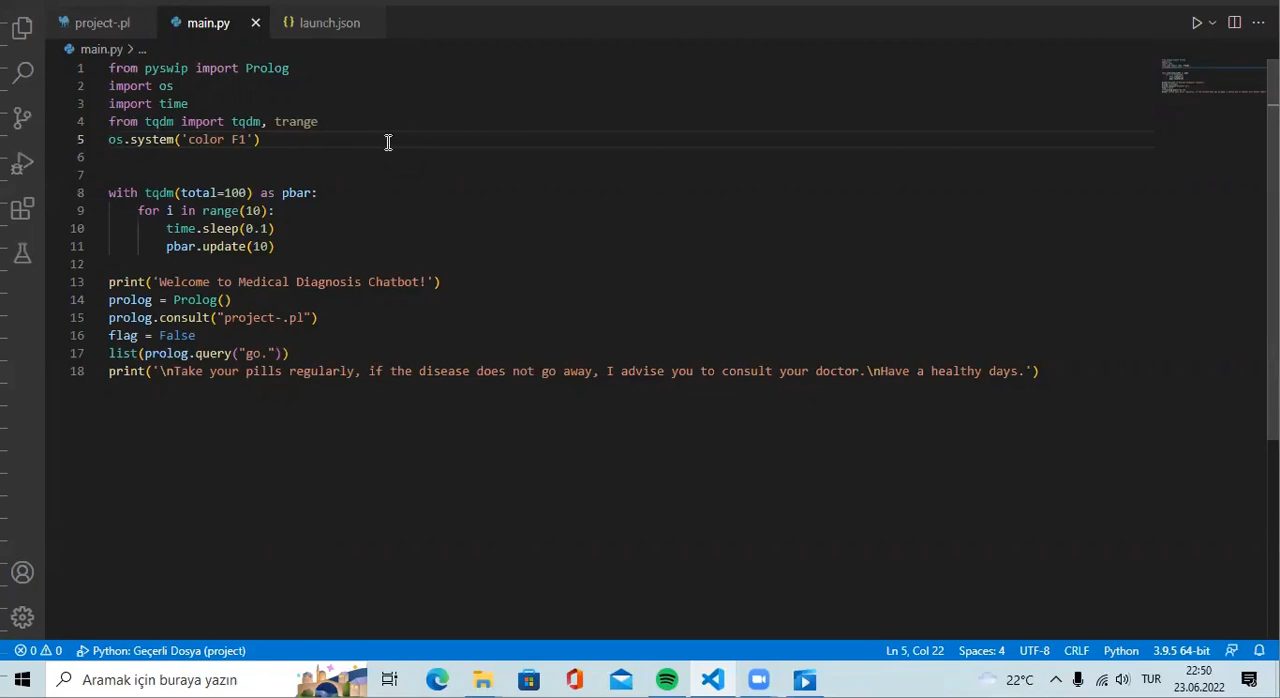 project-.pl
main.py
{} launch.json
main.py > ...
1 from pyswip import Prolog
2 import os
3 import time
4 from tqdm import tqdm, trange
5 os.system('color F1')
6
7
8 with tqdm(total=100) as pbar:
9 for i in range(10):
10 time.sleep(0.1)
11 pbar.update(10)
12
13 print('Welcome to Medical Diagnosis Chatbot!')
14 prolog = Prolog()
15 prolog.consult("project-.pl")
16 flag = False
17 list(prolog.query("go."))
18 print('\nTake your pills regularly, if the disease does not go away, I advise you to consult your doctor.\nHave a healthy days.')
0 0 Python: Geçerli Dosya (project) Ln 5, Col 22 Spaces: 4 UTF-8 CRLF Python 3.9.5 64-bit
Aramak için buraya yazın 22°C TUR 22:50
23.06.2022